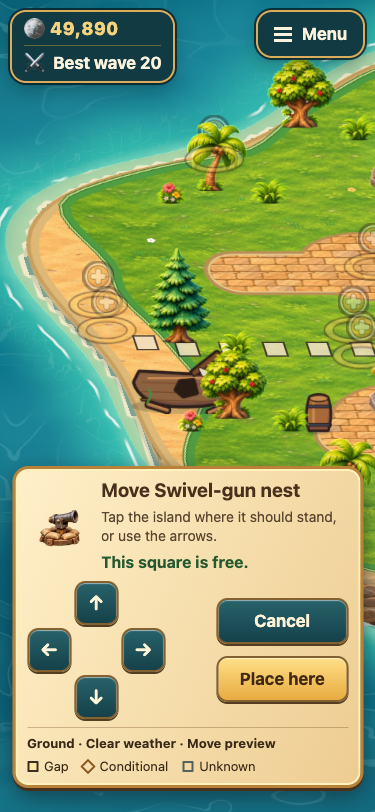 49,890
Best wave 20
Menu
Move Swivel-gun nest
Tap the island where it should stand,
or use the arrows.
This square is free.
Cancel
Place here
Ground · Clear weather · Move preview
Gap
Conditional
Unknown